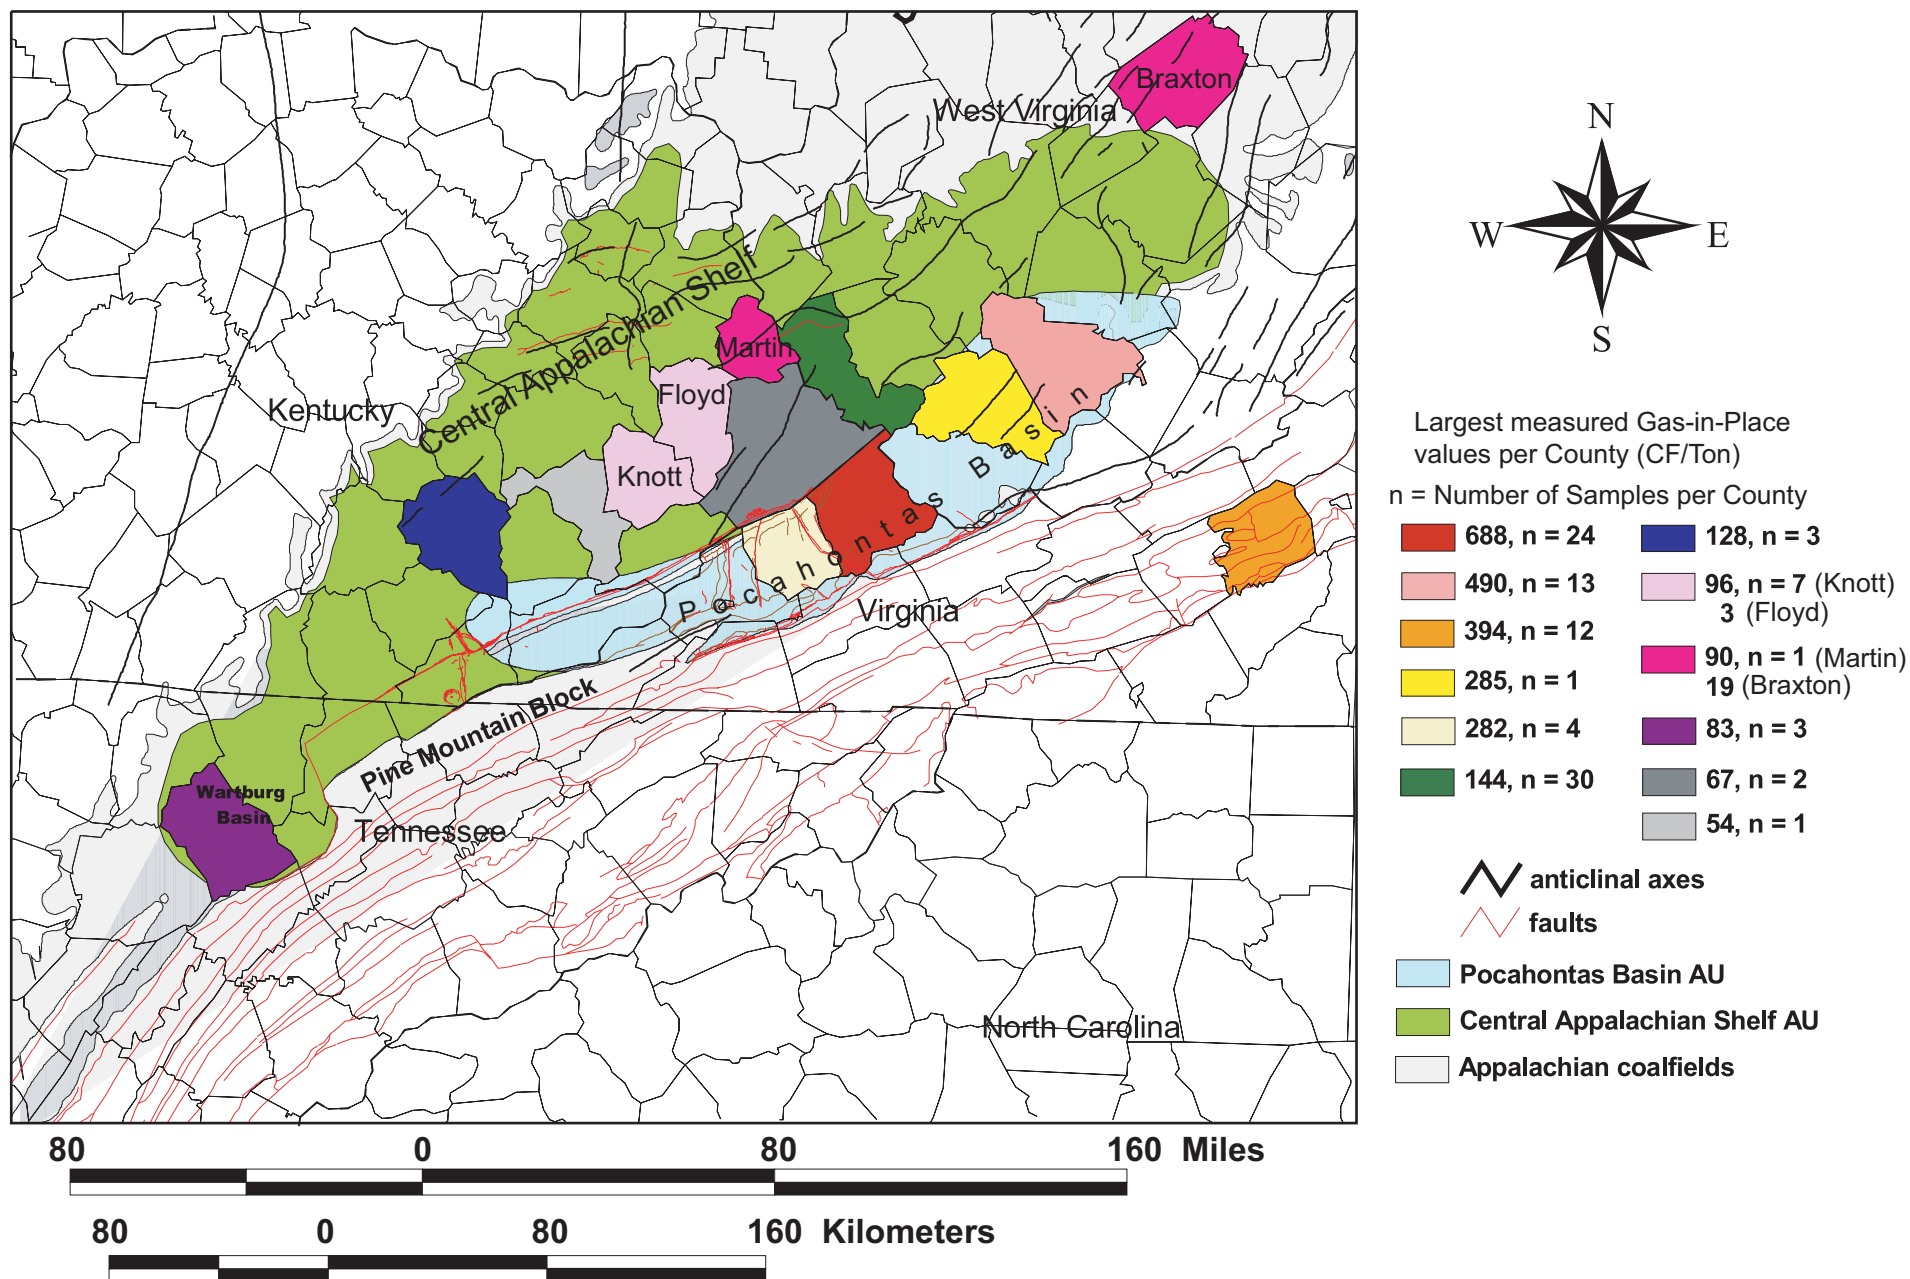 Braxton
West Virginia
Central Appalachian Shelf
Martin
Floyd
Kentucky
Knott
Pocahontas Basin
Virginia
Pine Mountain Block
Wartburg
Basin
Tennessee
North Carolina
N
W
E
S
Largest measured Gas-in-Place
values per County (CF/Ton)
n = Number of Samples per County
688, n = 24
490, n = 13
394, n = 12
285, n = 1
282, n = 4
144, n = 30
128, n = 3
96, n = 7 (Knott)
3 (Floyd)
90, n = 1 (Martin)
19 (Braxton)
83, n = 3
67, n = 2
54, n = 1
anticlinal axes
faults
Pocahontas Basin AU
Central Appalachian Shelf AU
Appalachian coalfields
80 0 80 160 Miles
80 0 80 160 Kilometers